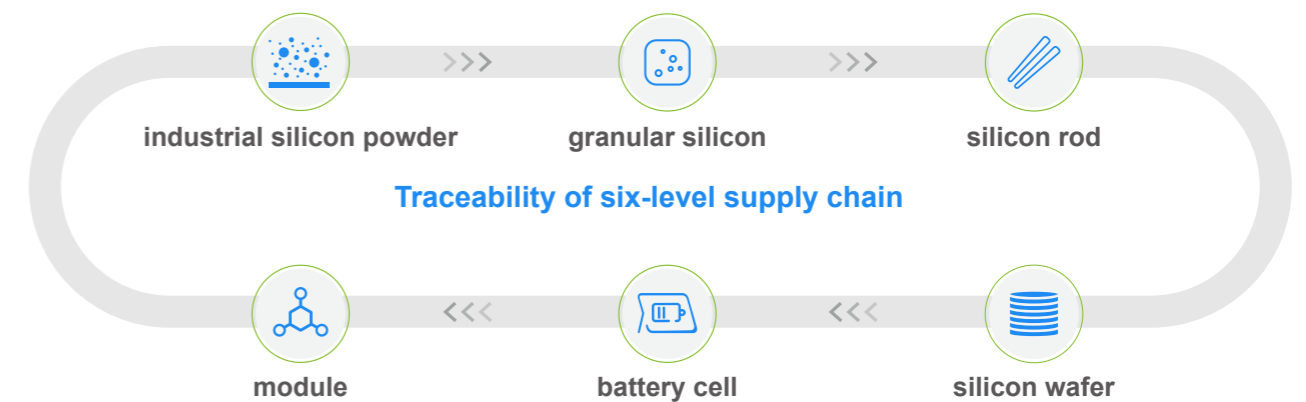 industrial silicon powder
granular silicon
silicon rod
Traceability of six-level supply chain
module
battery cell
silicon wafer